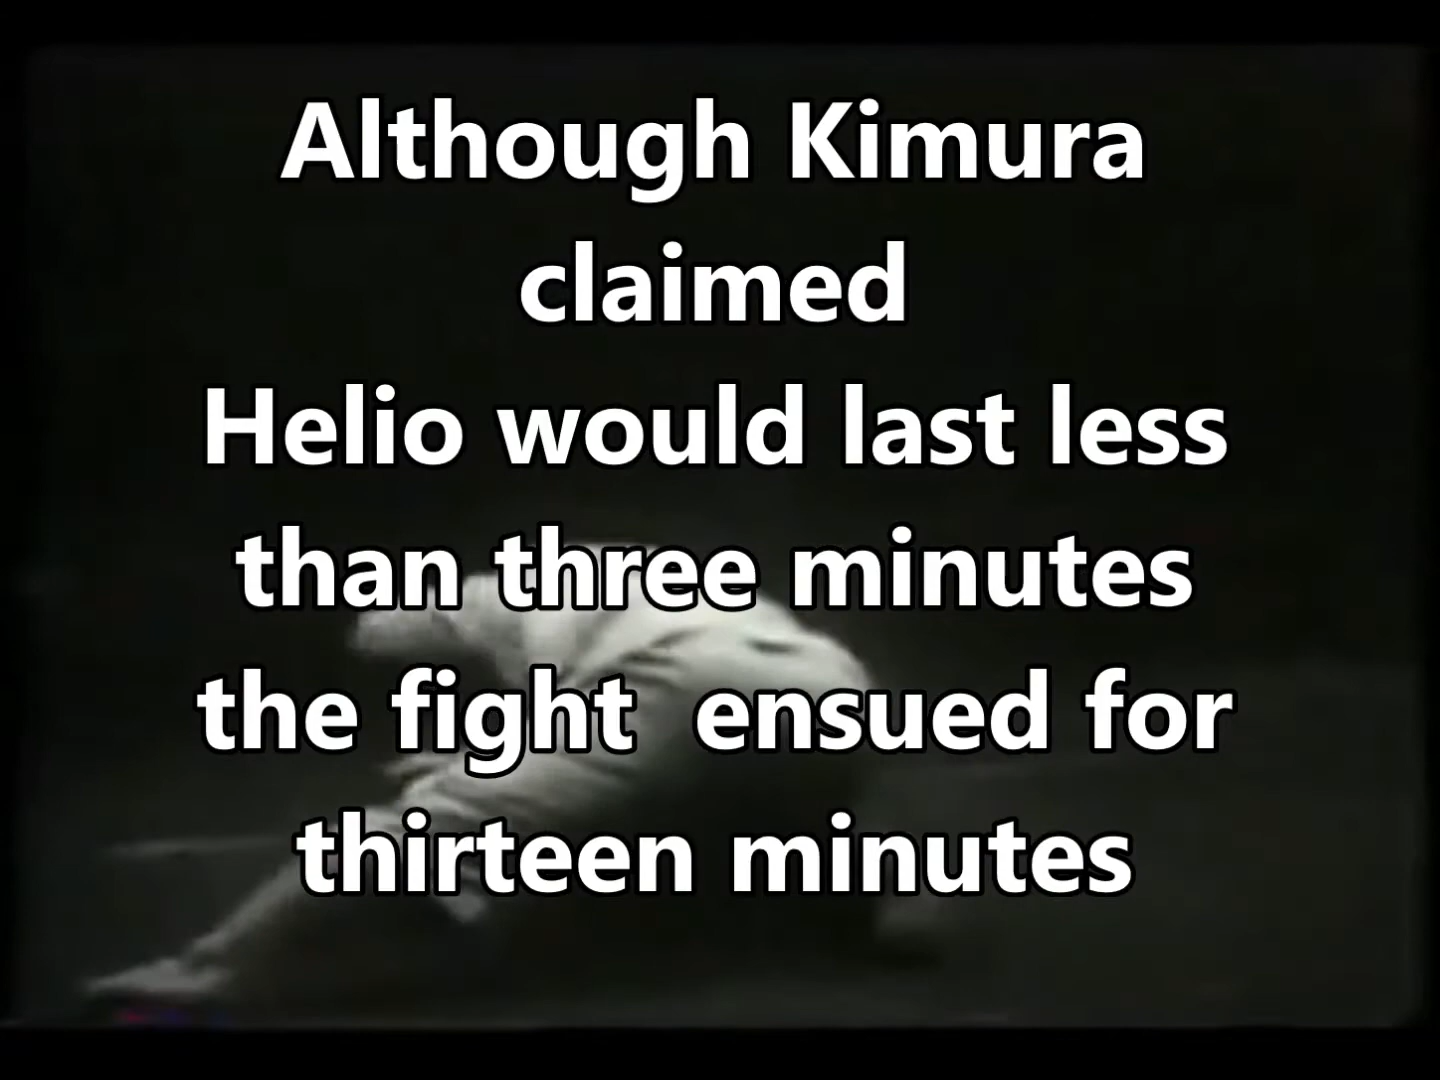 Although Kimura
claimed
Helio would last less
than three minutes
the fight  ensued for
thirteen minutes